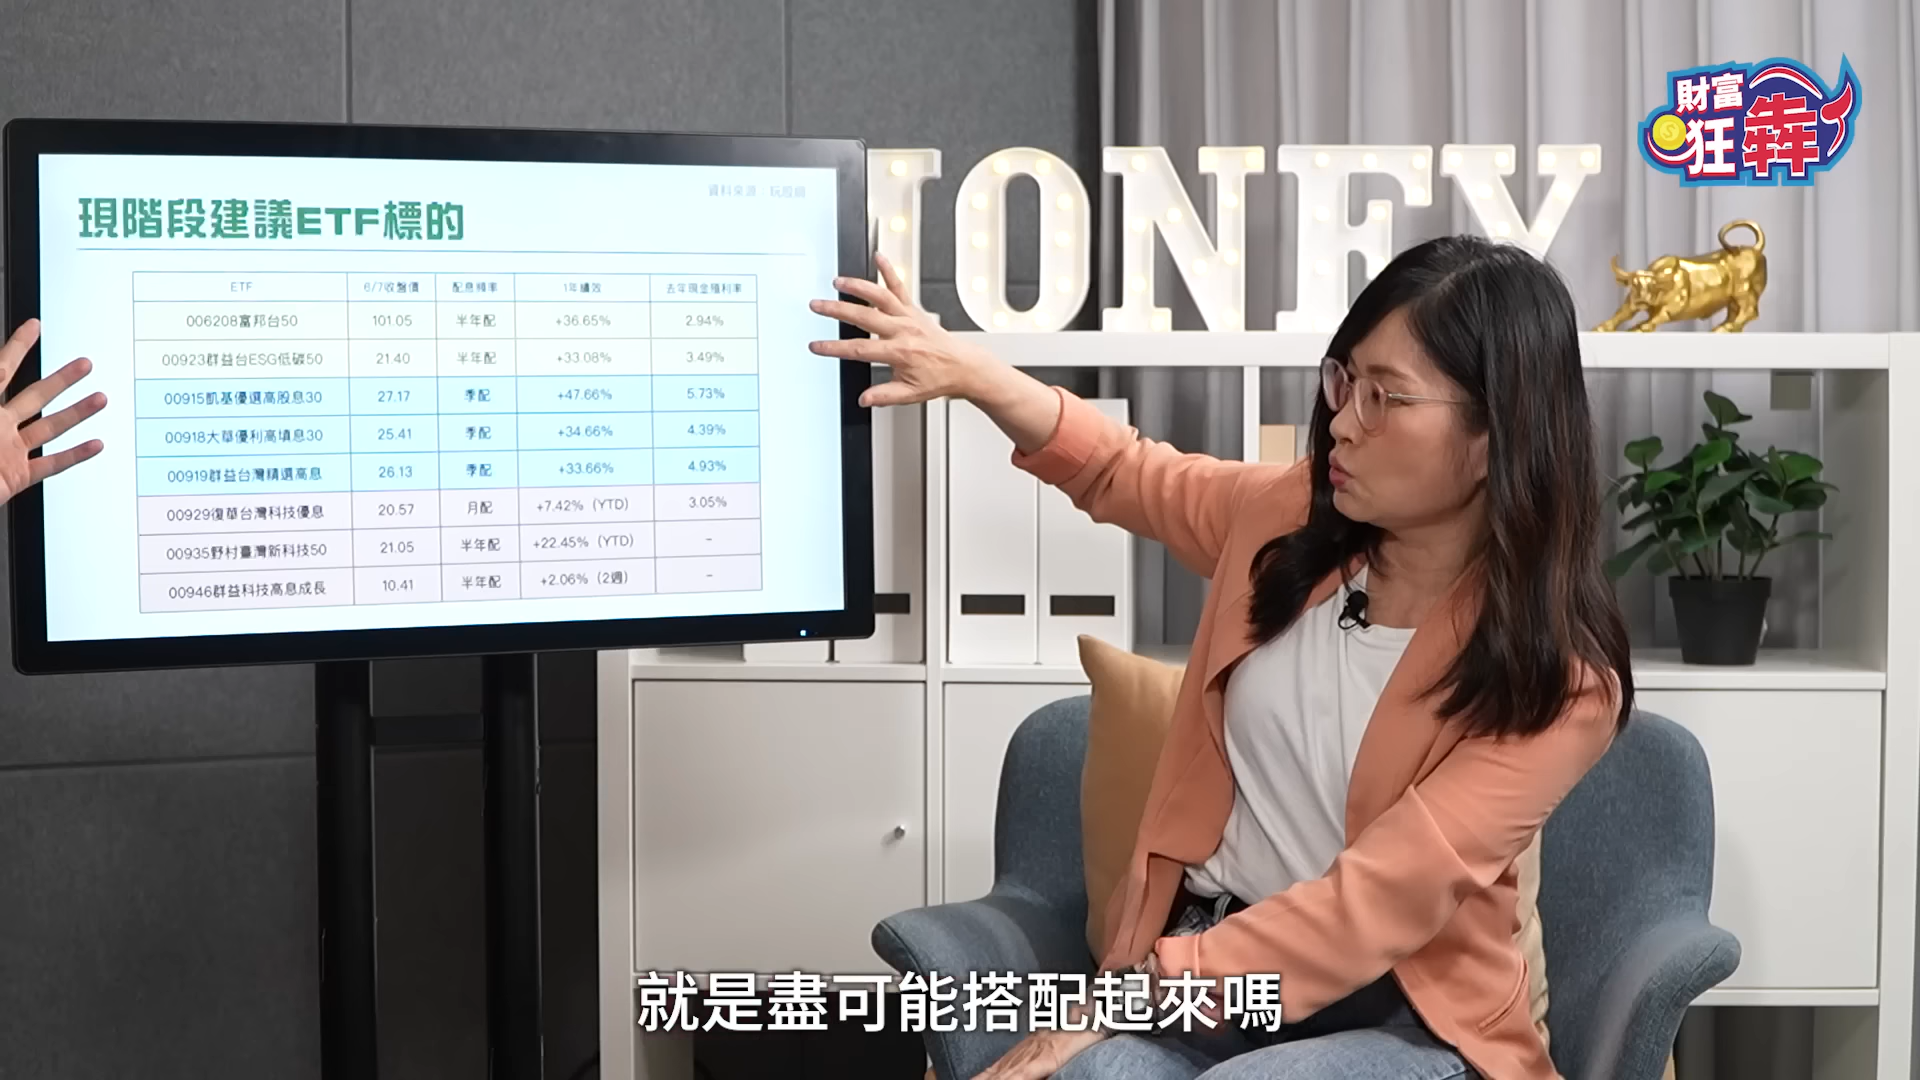 財富
狂犇
MONEY
資料來源：玩股網
現階段建議ETF標的
ETF 6/7收盤價 配息頻率 1年績效 去年現金殖利率
006208富邦台50 101.05 半年配 +36.65% 2.94%
00923群益台ESG低碳50 21.40 半年配 +33.08% 3.49%
00915凱基優選高股息30 27.17 季配 +47.66% 5.73%
00918大華優利高填息30 25.41 季配 +34.66% 4.39%
00919群益台灣精選高息 26.13 季配 +33.66% 4.93%
00929復華台灣科技優息 20.57 月配 +7.42%（YTD） 3.05%
00935野村臺灣新科技50 21.05 半年配 +22.45%（YTD） -
00946群益科技高息成長 10.41 半年配 +2.06%（2週） -
就是盡可能搭配起來嗎